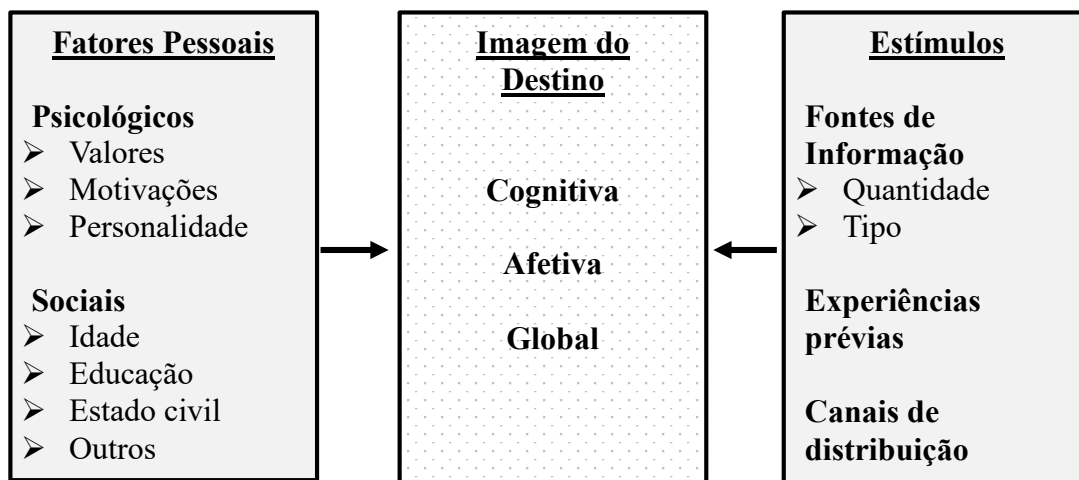 Fatores Pessoais
Psicológicos
➢ Valores
➢ Motivações
➢ Personalidade
Sociais
➢ Idade
➢ Educação
➢ Estado civil
➢ Outros
Imagem do
Destino
Cognitiva
Afetiva
Global
Estímulos
Fontes de
Informação
➢ Quantidade
➢ Tipo
Experiências
prévias
Canais de
distribuição